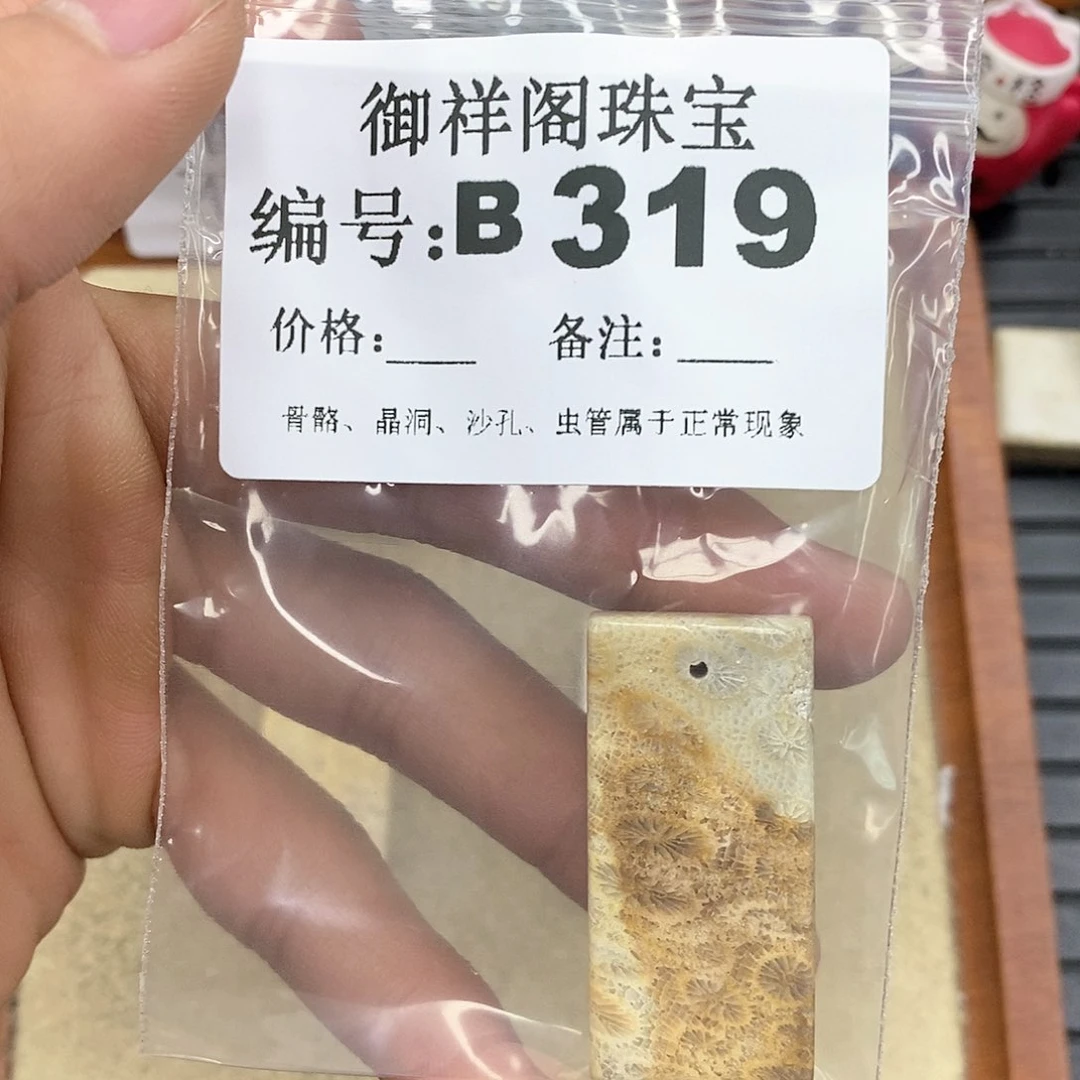 御祥阁珠宝
编号:B319
价格:____ 备注:____
骨骼、晶洞、沙孔、虫管属于正常现象